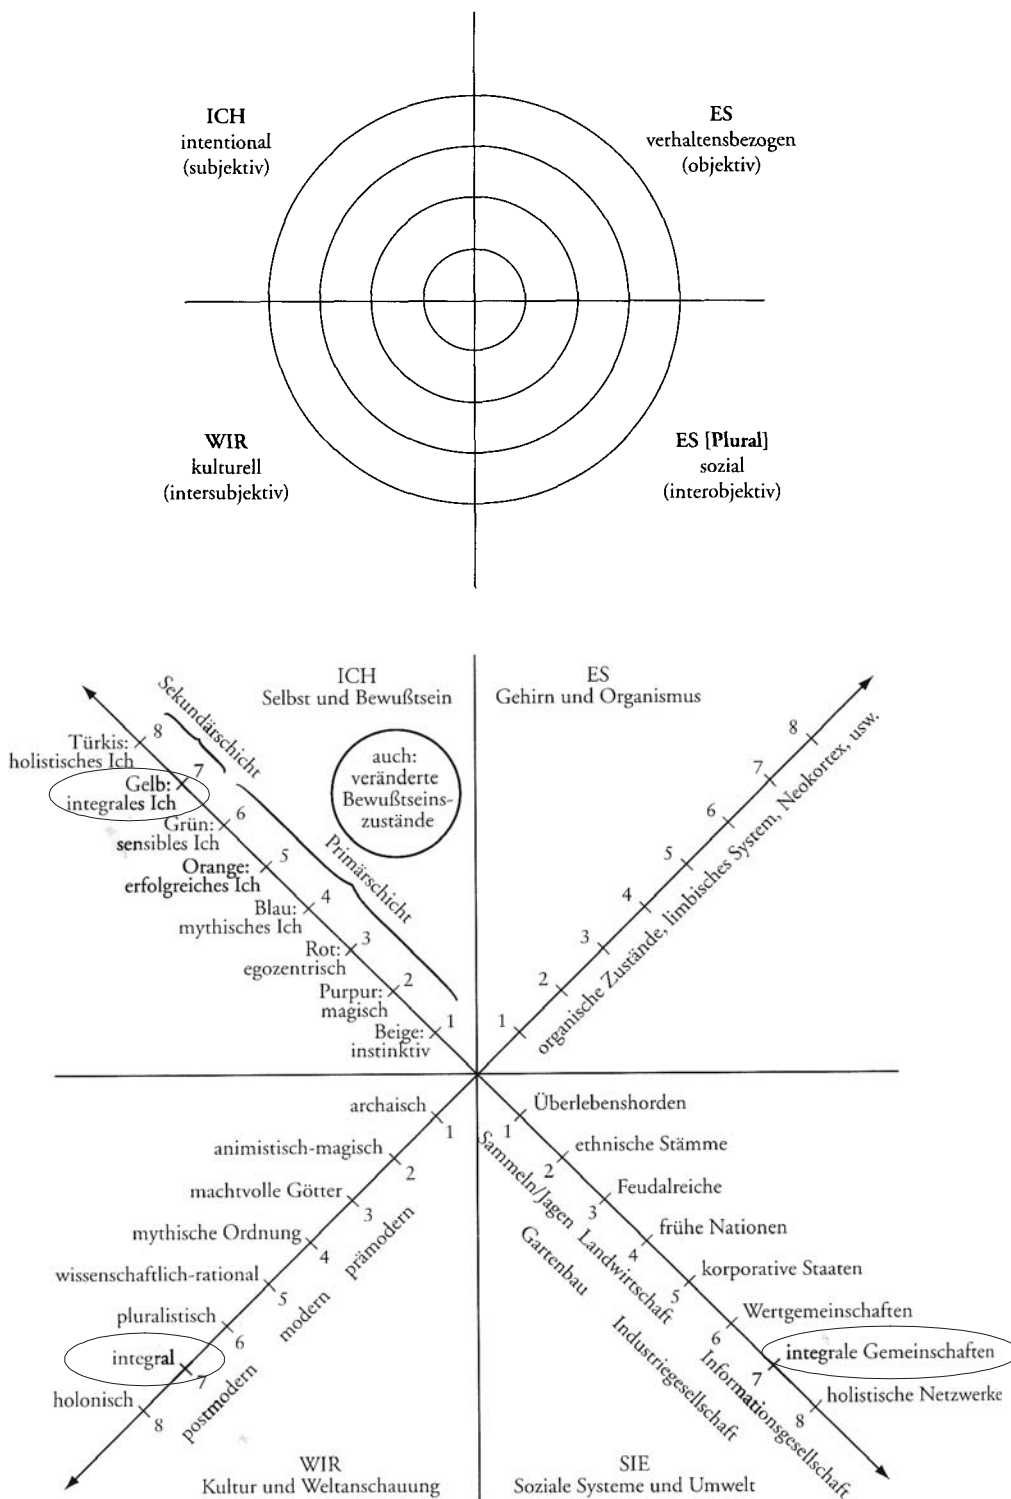 ICH
intentional
(subjektiv)
ES
verhaltensbezogen
(objektiv)
WIR
kulturell
(intersubjektiv)
ES [Plural]
sozial
(interobjektiv)
ICH
Selbst und Bewußtsein
ES
Gehirn und Organismus
Sekundärschicht
Primärschicht
auch:
veränderte
Bewußtseins-
zustände
8
Türkis:
holistisches Ich
7
Gelb:
integrales Ich
6
Grün:
sensibles Ich
5
Orange:
erfolgreiches Ich
4
Blau:
mythisches Ich
3
Rot:
egozentrisch
2
Purpur:
magisch
1
Beige:
instinktiv
8
7
6
5
4
3
2
1
organische Zustände, limbisches System, Neokortex, usw.
archaisch
1
animistisch-magisch
2
machtvolle Götter
3
mythische Ordnung
4
wissenschaftlich-rational
5
pluralistisch
6
integral
7
holonisch
8
prämodern
modern
postmodern
Überlebenshorden
1
ethnische Stämme
2
Feudalreiche
3
frühe Nationen
4
korporative Staaten
5
Wertgemeinschaften
6
integrale Gemeinschaften
7
holistische Netzwerke
8
Sammeln/Jagen
Gartenbau
Landwirtschaft
Industriegesellschaft
Informationsgesellschaft
WIR
Kultur und Weltanschauung
SIE
Soziale Systeme und Umwelt